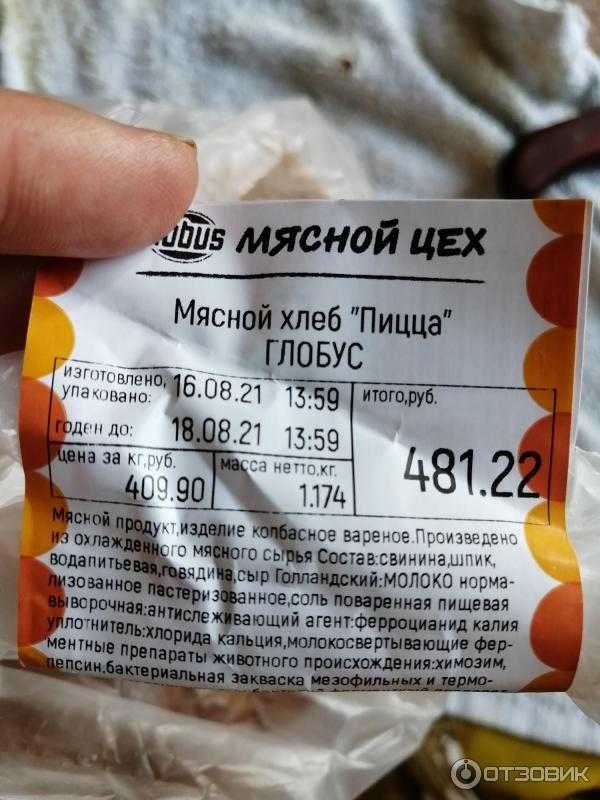 МЯСНОЙ ЦЕХ
Мясной хлеб "Пицца"
ГЛОБУС
изготовлено, упаковано: 16.08.21 13:59
годен до: 18.08.21 13:59
цена за кг,руб. 409.90
масса нетто,кг. 1.174
итого,руб. 481.22
Мясной продукт,изделие колбасное вареное.Произведено
из охлажденного мясного сырья Состав:свинина,шпик,
водапитьевая,говядина,сыр Голландский:МОЛОКО норма-
лизованное пастеризованное,соль поваренная пищевая
выворочная:антислеживающий агент:ферроцианид калия
уплотнитель:хлорида кальция,молокосвертывающие фер-
ментные препараты животного происхождения:химозим,
пепсин,бактериальная закваска мезофильных и термо-
ОТЗОВИК